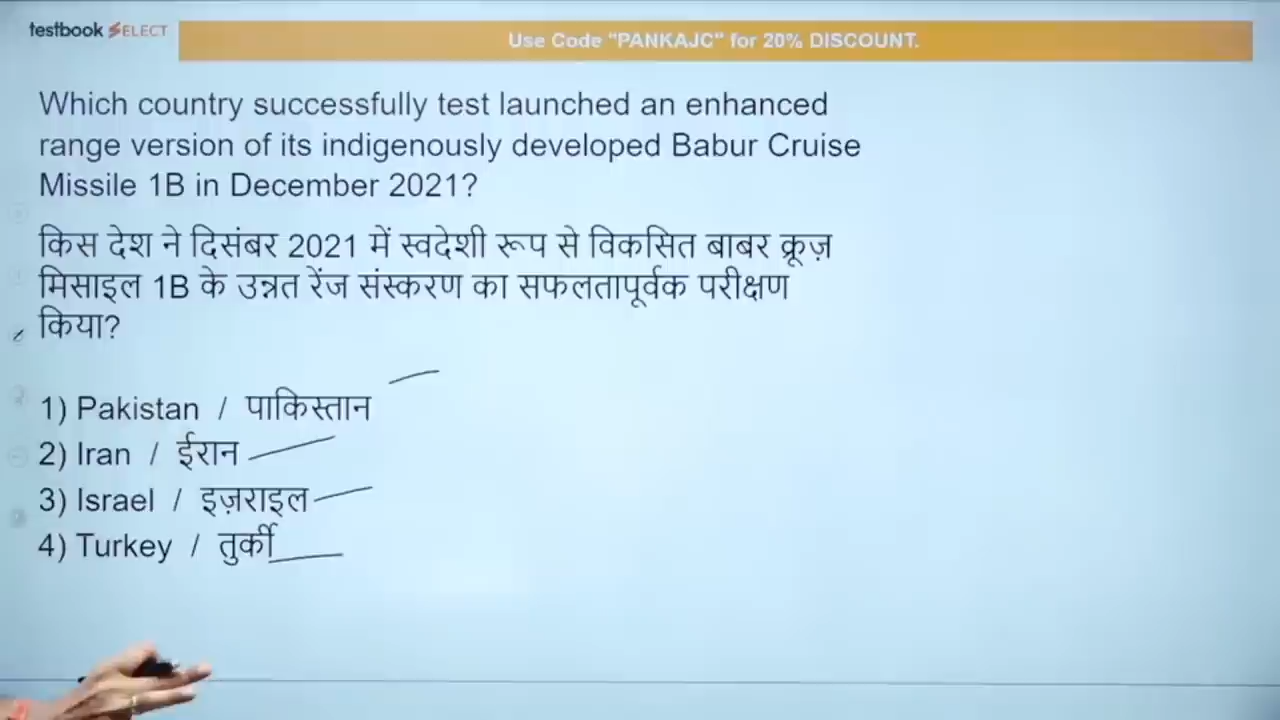 testbook SELECT
Use Code "PANKAJC" for 20% DISCOUNT.
Which country successfully test launched an enhanced
range version of its indigenously developed Babur Cruise
Missile 1B in December 2021?
किस देश ने दिसंबर 2021 में स्वदेशी रूप से विकसित बाबर क्रूज़
मिसाइल 1B के उन्नत रेंज संस्करण का सफलतापूर्वक परीक्षण
किया?
1) Pakistan / पाकिस्तान
2) Iran / ईरान
3) Israel / इज़राइल
4) Turkey / तुर्की